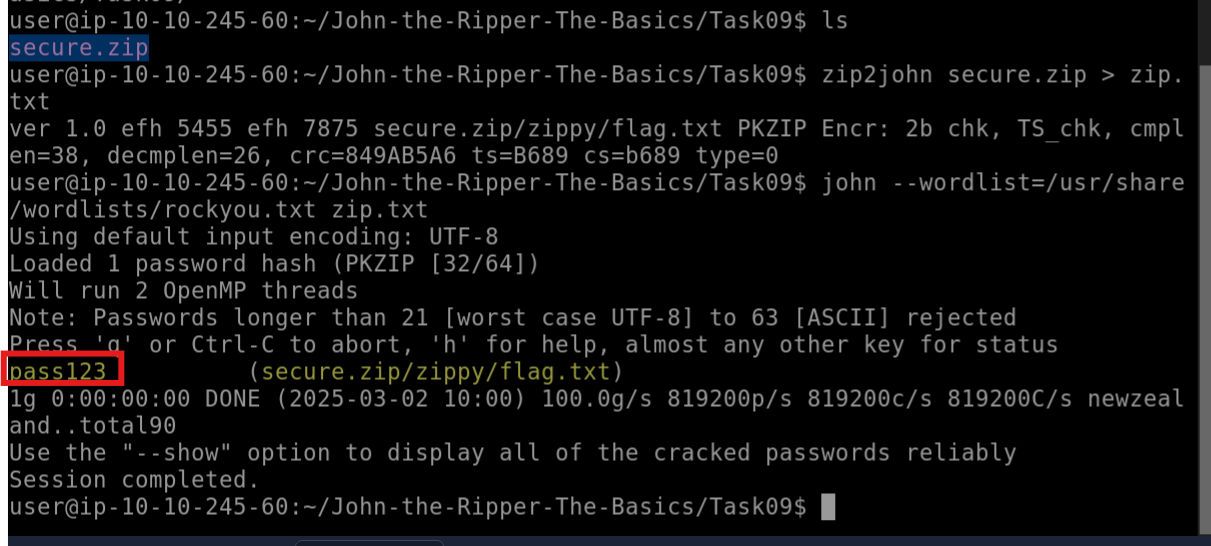 user@ip-10-10-245-60:~/John-the-Ripper-The-Basics/Task09$ ls
secure.zip
user@ip-10-10-245-60:~/John-the-Ripper-The-Basics/Task09$ zip2john secure.zip > zip.
txt
ver 1.0 efh 5455 efh 7875 secure.zip/zippy/flag.txt PKZIP Encr: 2b chk, TS_chk, cmpl
en=38, decmplen=26, crc=849AB5A6 ts=B689 cs=b689 type=0
user@ip-10-10-245-60:~/John-the-Ripper-The-Basics/Task09$ john --wordlist=/usr/share
/wordlists/rockyou.txt zip.txt
Using default input encoding: UTF-8
Loaded 1 password hash (PKZIP [32/64])
Will run 2 OpenMP threads
Note: Passwords longer than 21 [worst case UTF-8] to 63 [ASCII] rejected
Press 'q' or Ctrl-C to abort, 'h' for help, almost any other key for status
pass123          (secure.zip/zippy/flag.txt)
1g 0:00:00:00 DONE (2025-03-02 10:00) 100.0g/s 819200p/s 819200c/s 819200C/s newzeal
and..total90
Use the "--show" option to display all of the cracked passwords reliably
Session completed.
user@ip-10-10-245-60:~/John-the-Ripper-The-Basics/Task09$